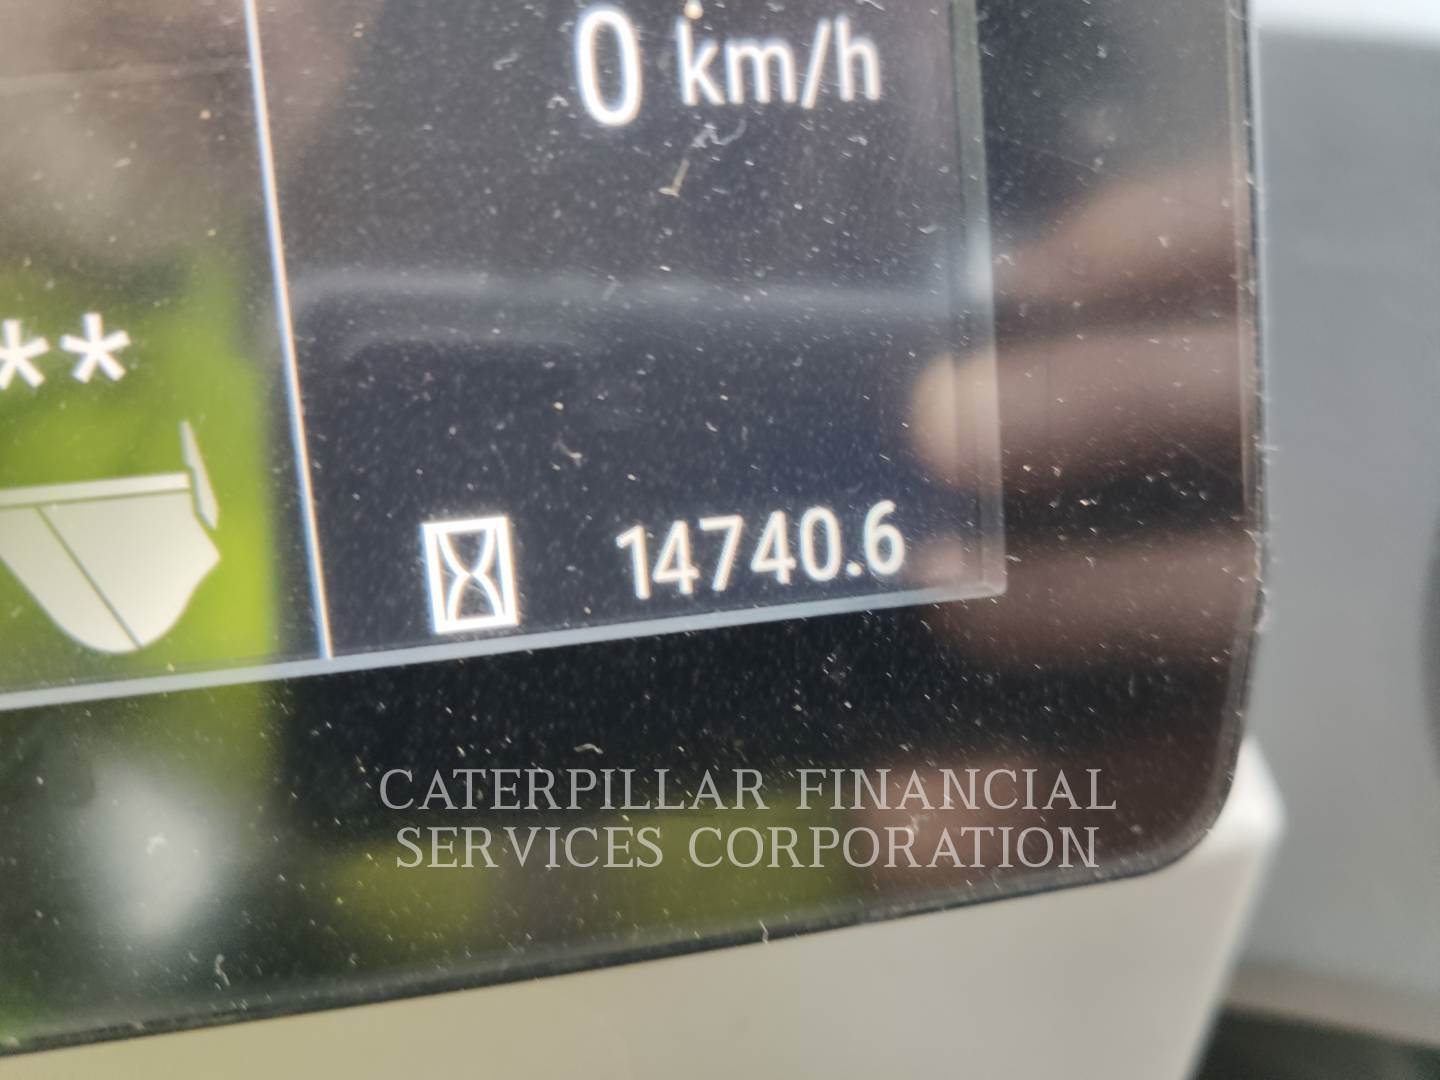 0 km/h
**
14740.6
CATERPILLAR FINANCIAL
SERVICES CORPORATION